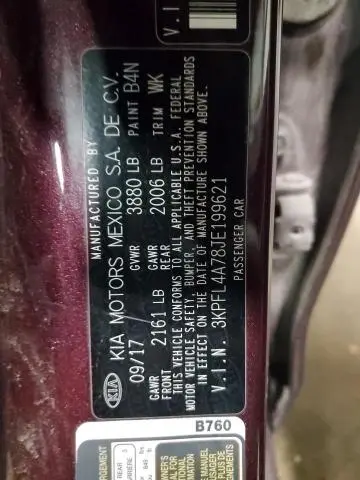 MANUFACTURED BY
KIA KIA MOTORS MEXICO S.A. DE C.V.
09/17 GVWR 3880 LB PAINT B4N
GAWR FRONT 2161 LB GAWR REAR 2006 LB TRIM WK
THIS VEHICLE CONFORMS TO ALL APPLICABLE U.S.A. FEDERAL
MOTOR VEHICLE SAFETY, BUMPER, AND THEFT PREVENTION STANDARDS
IN EFFECT ON THE DATE OF MANUFACTURE SHOWN ABOVE.
V.I.N. 3KPFL4A78JE199621
PASSENGER CAR
B760
V.I
REAR